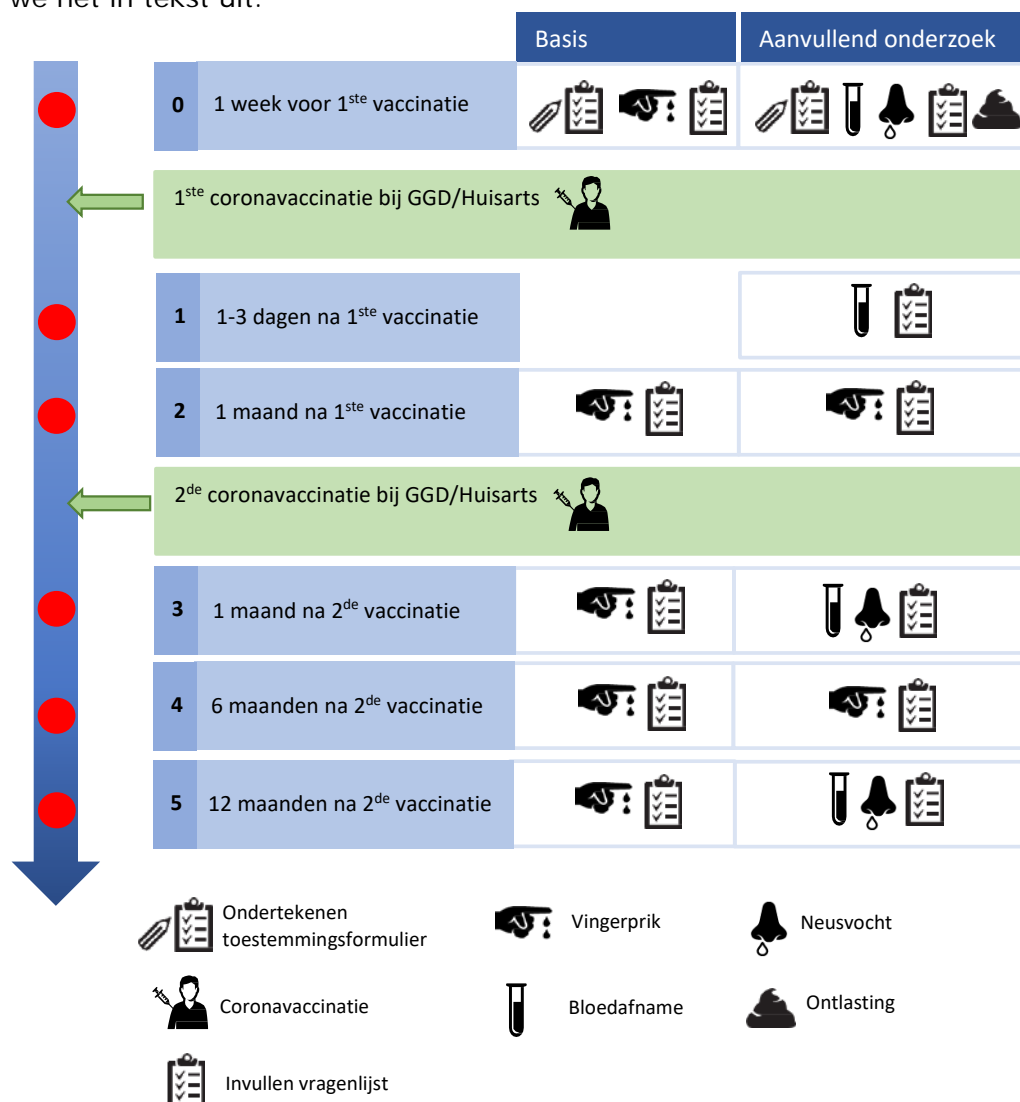 we het in tekst uit.
Basis
Aanvullend onderzoek
0 1 week voor 1ste vaccinatie
1ste coronavaccinatie bij GGD/Huisarts
1 1-3 dagen na 1ste vaccinatie
2 1 maand na 1ste vaccinatie
2de coronavaccinatie bij GGD/Huisarts
3 1 maand na 2de vaccinatie
4 6 maanden na 2de vaccinatie
5 12 maanden na 2de vaccinatie
Ondertekenen
toestemmingsformulier
Vingerprik
Neusvocht
Coronavaccinatie
Bloedafname
Ontlasting
Invullen vragenlijst